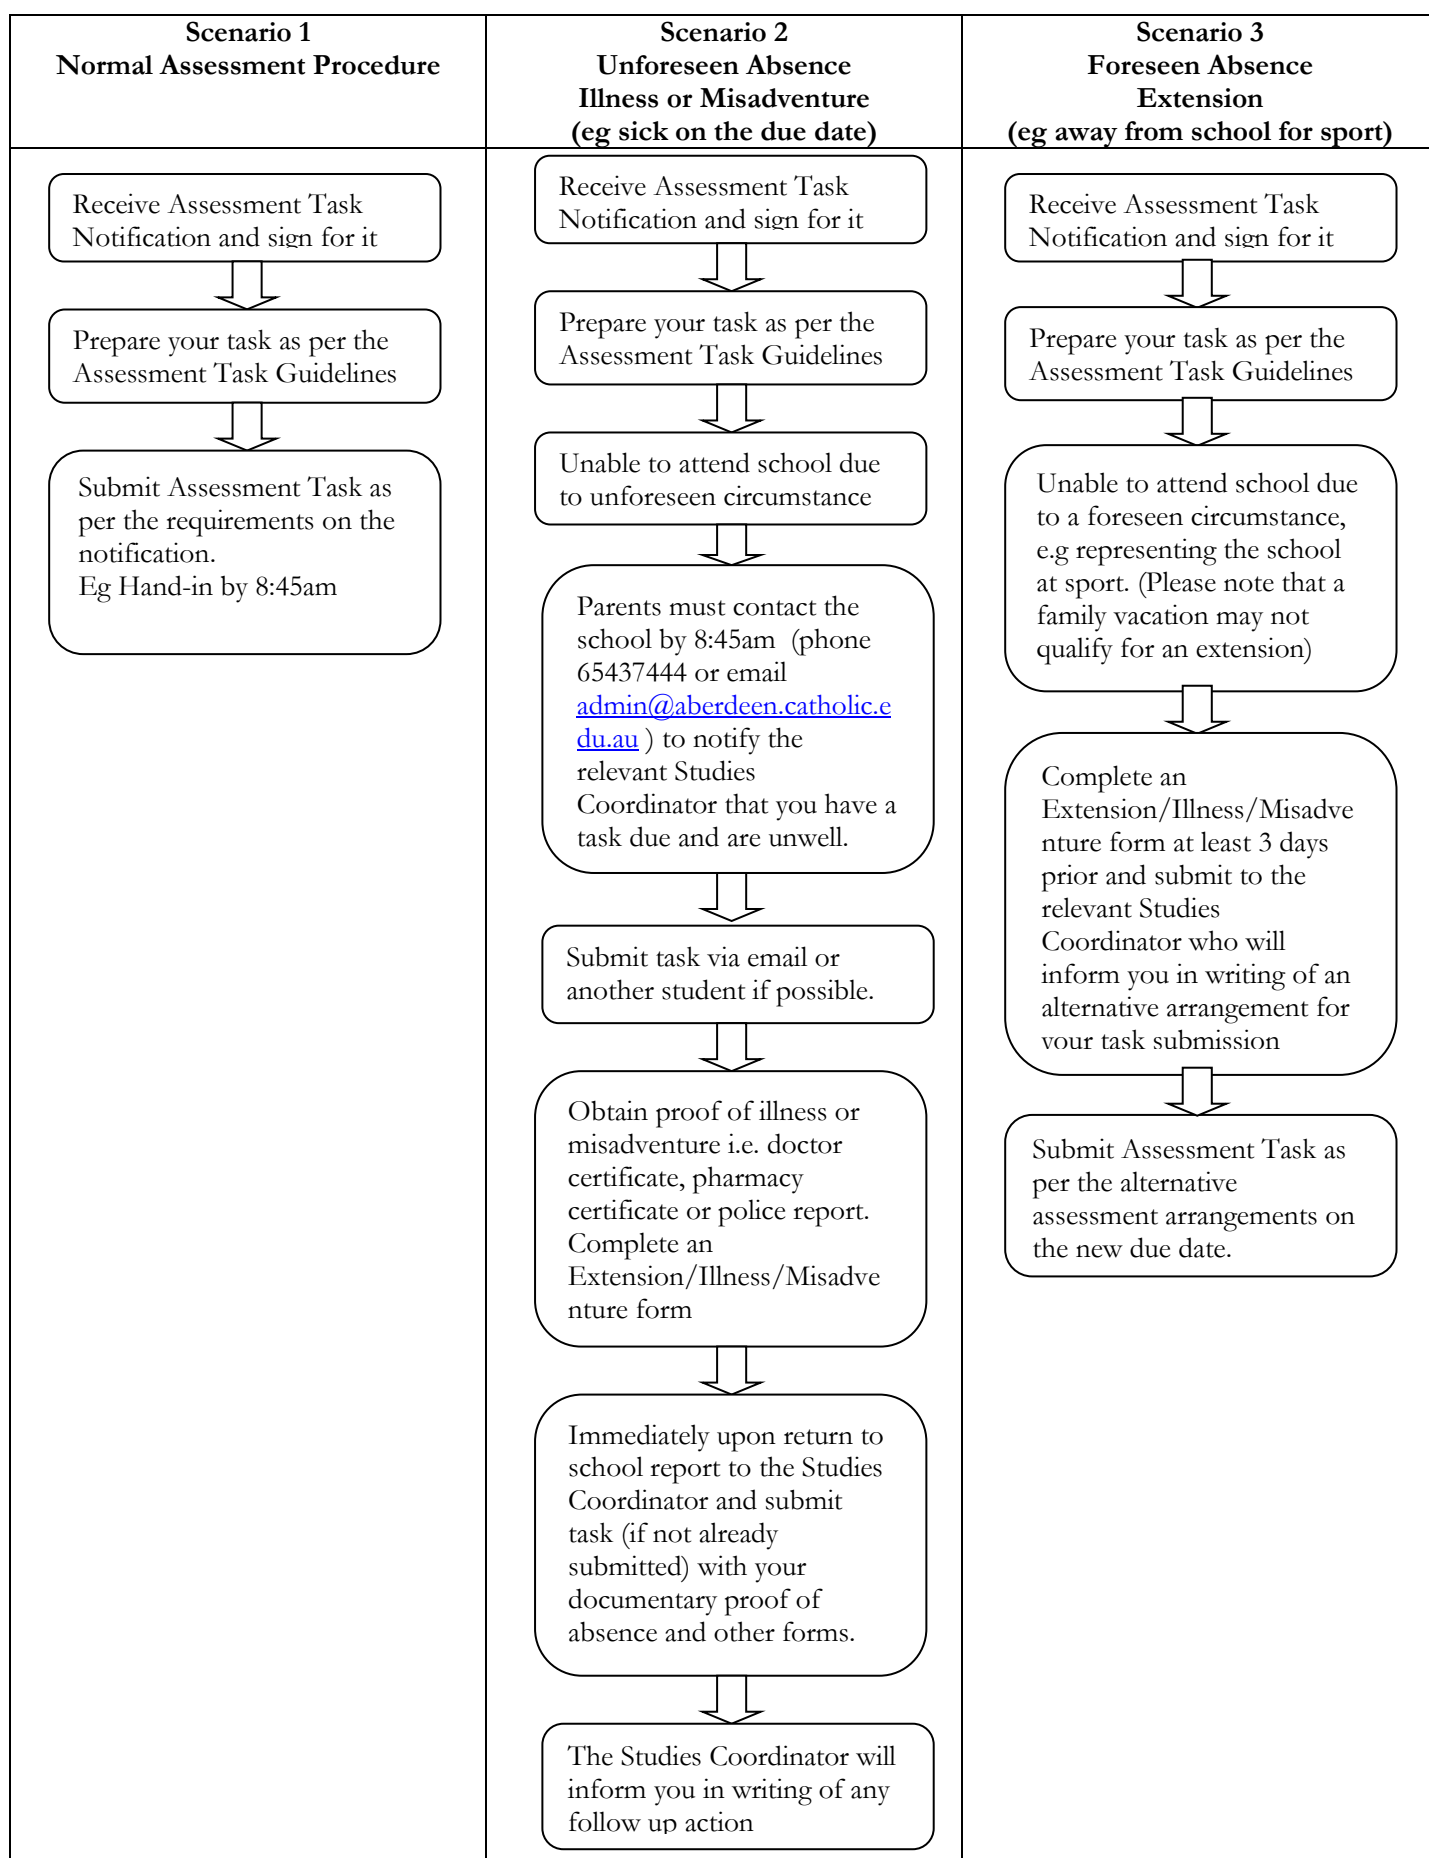 Scenario 1
Normal Assessment Procedure
Scenario 2
Unforeseen Absence
Illness or Misadventure
(eg sick on the due date)
Scenario 3
Foreseen Absence
Extension
(eg away from school for sport)
Receive Assessment Task
Notification and sign for it
Prepare your task as per the
Assessment Task Guidelines
Submit Assessment Task as
per the requirements on the
notification.
Eg Hand-in by 8:45am
Receive Assessment Task
Notification and sign for it
Prepare your task as per the
Assessment Task Guidelines
Unable to attend school due
to unforeseen circumstance
Parents must contact the
school by 8:45am (phone
65437444 or email
admin@aberdeen.catholic.e
du.au ) to notify the
relevant Studies
Coordinator that you have a
task due and are unwell.
Submit task via email or
another student if possible.
Obtain proof of illness or
misadventure i.e. doctor
certificate, pharmacy
certificate or police report.
Complete an
Extension/Illness/Misadve
nture form
Immediately upon return to
school report to the Studies
Coordinator and submit
task (if not already
submitted) with your
documentary proof of
absence and other forms.
The Studies Coordinator will
inform you in writing of any
follow up action
Receive Assessment Task
Notification and sign for it
Prepare your task as per the
Assessment Task Guidelines
Unable to attend school due
to a foreseen circumstance,
e.g representing the school
at sport. (Please note that a
family vacation may not
qualify for an extension)
Complete an
Extension/Illness/Misadve
nture form at least 3 days
prior and submit to the
relevant Studies
Coordinator who will
inform you in writing of an
alternative arrangement for
your task submission
Submit Assessment Task as
per the alternative
assessment arrangements on
the new due date.